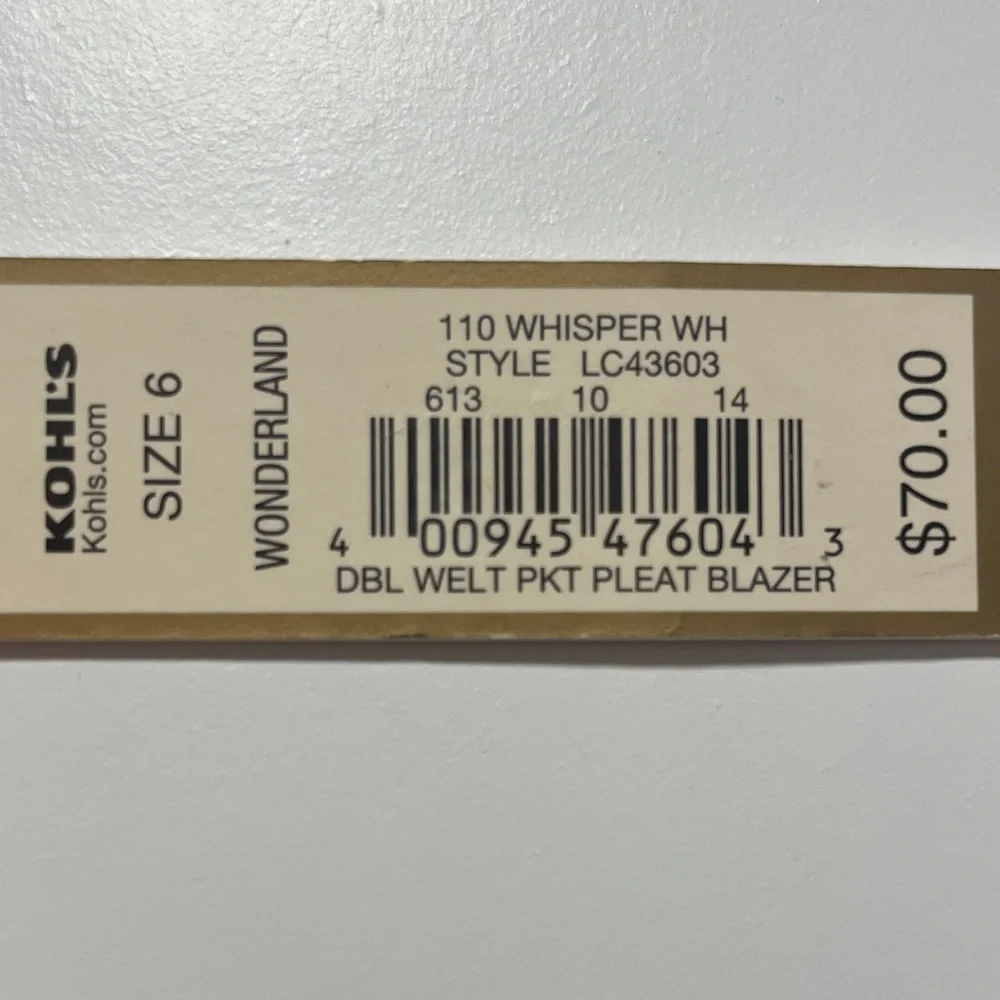 KOHL'S
Kohls.com
SIZE 6
WONDERLAND
110 WHISPER WH
STYLE LC43603
613 10 14
4 00945 47604 3
DBL WELT PKT PLEAT BLAZER
$70.00